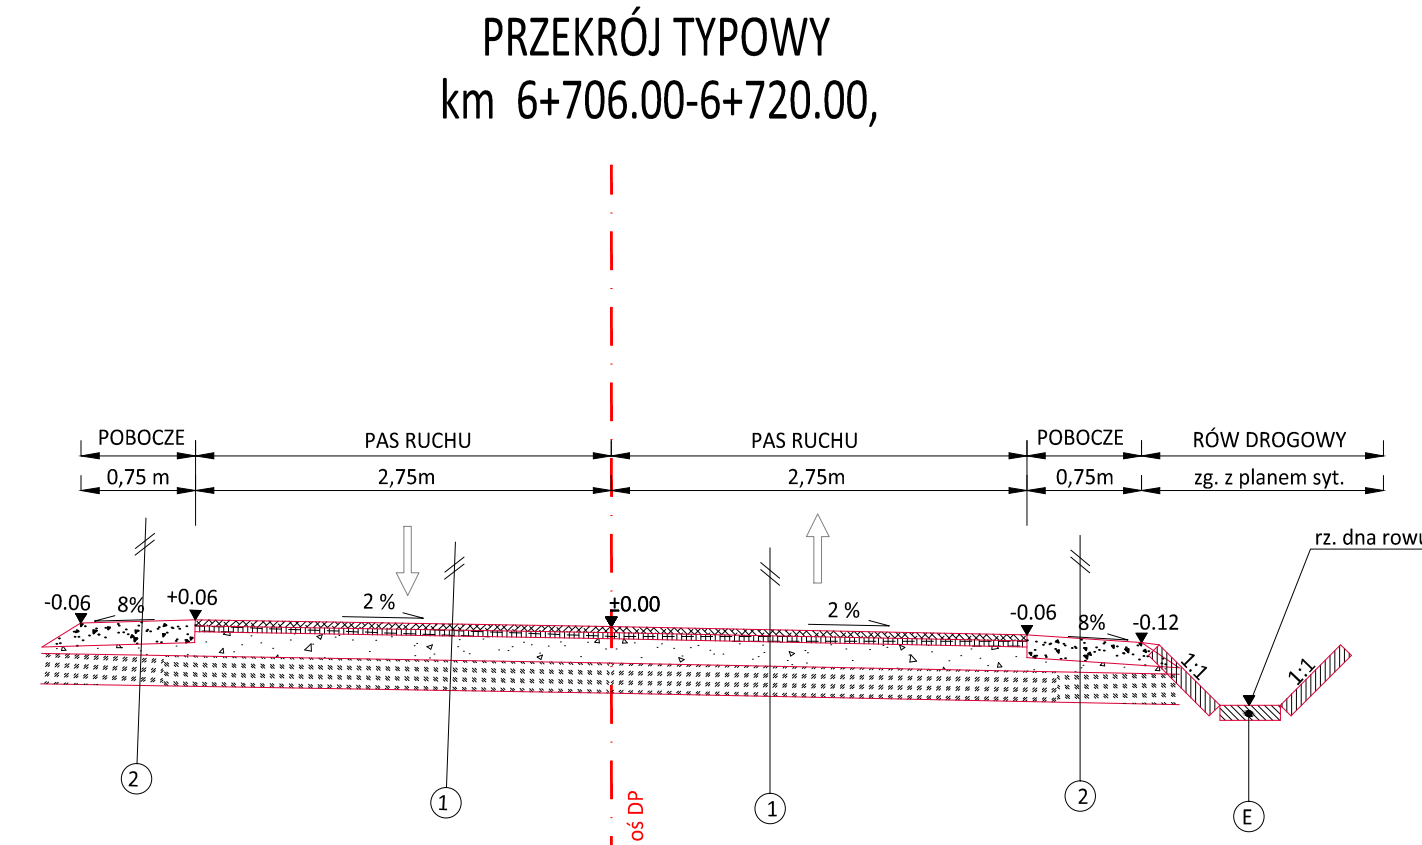 PRZEKRÓJ TYPOWY
km 6+706.00-6+720.00,
POBOCZE
PAS RUCHU
PAS RUCHU
POBOCZE
RÓW DROGOWY
0,75 m
2,75m
2,75m
0,75m
zg. z planem syt.
rz. dna rowu
-0.06
8%
+0.06
2 %
±0.00
2 %
-0.06
8%
-0.12
1:1
1:1
2
1
oś DP
1
2
E